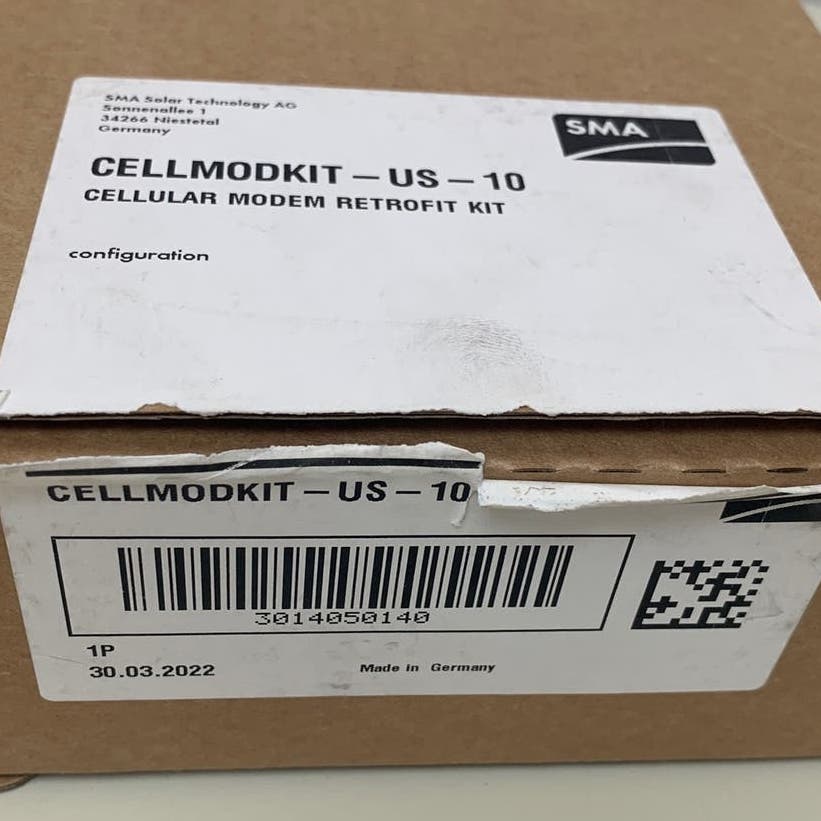 SMA Solar Technology AG
Sonnenallee 1
34266 Niestetal
Germany
SMA
CELLMODKIT – US – 10
CELLULAR MODEM RETROFIT KIT
configuration
CELLMODKIT – US – 10
3014050140
1P
30.03.2022
Made in Germany